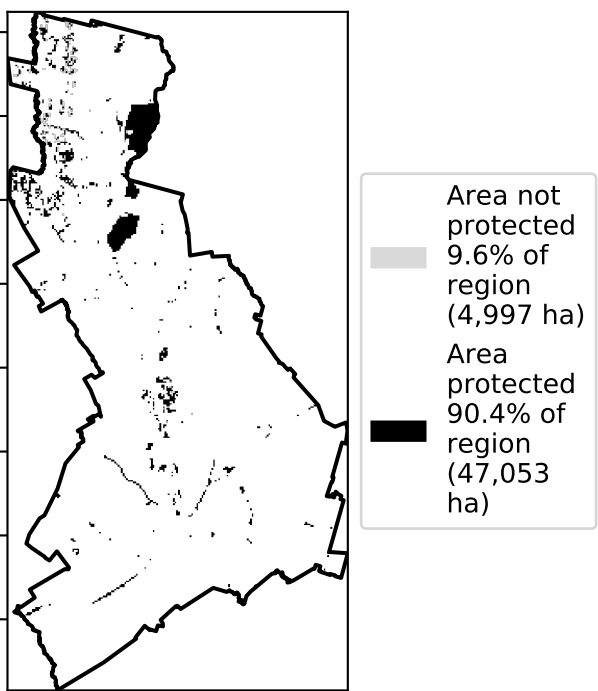 Area not
protected
9.6% of
region
(4,997 ha)
Area
protected
90.4% of
region
(47,053
ha)